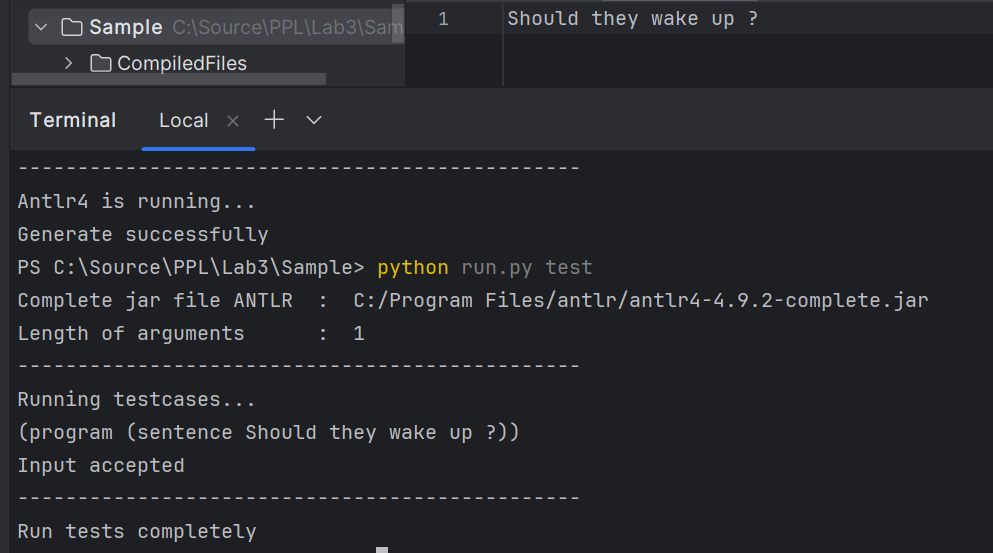 Sample C:\Source\PPL\Lab3\Sam
CompiledFiles
1 Should they wake up ?
Terminal Local
----------------------------------------------
Antlr4 is running...
Generate successfully
PS C:\Source\PPL\Lab3\Sample> python run.py test
Complete jar file ANTLR  :  C:/Program Files/antlr/antlr4-4.9.2-complete.jar
Length of arguments      :  1
----------------------------------------------
Running testcases...
(program (sentence Should they wake up ?))
Input accepted
----------------------------------------------
Run tests completely